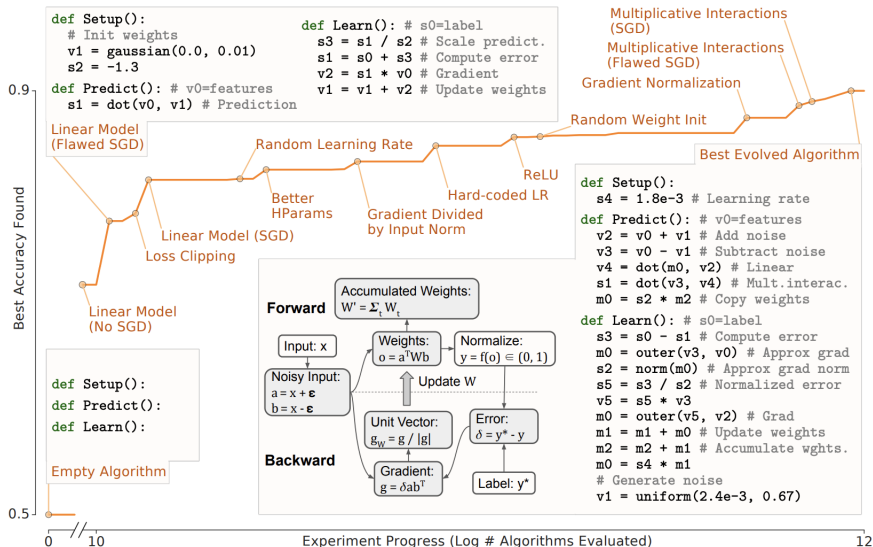 def Setup():
# Init weights
v1 = gaussian(0.0, 0.01)
s2 = -1.3
def Predict(): # v0=features
s1 = dot(v0, v1) # Prediction
def Learn(): # s0=label
s3 = s1 / s2 # Scale predict.
s1 = s0 + s3 # Compute error
v2 = s1 * v0 # Gradient
v1 = v1 + v2 # Update weights
Multiplicative Interactions
(SGD)
Multiplicative Interactions
(Flawed SGD)
Gradient Normalization
0.9
Linear Model
(Flawed SGD)
Random Learning Rate
Random Weight Init
Best Evolved Algorithm
ReLU
Hard-coded LR
Better
HParams
Gradient Divided
by Input Norm
Linear Model (SGD)
Loss Clipping
Linear Model
(No SGD)
Best Accuracy Found
def Setup():
s4 = 1.8e-3 # Learning rate
def Predict(): # v0=features
v2 = v0 + v1 # Add noise
v3 = v0 - v1 # Subtract noise
v4 = dot(m0, v2) # Linear
s1 = dot(v3, v4) # Mult.interac.
m0 = s2 * m2 # Copy weights
def Learn(): # s0=label
s3 = s0 - s1 # Compute error
m0 = outer(v3, v0) # Approx grad
s2 = norm(m0) # Approx grad norm
s5 = s3 / s2 # Normalized error
v5 = s5 * v3
m0 = outer(v5, v2) # Grad
m1 = m1 + m0 # Update weights
m2 = m2 + m1 # Accumulate wghts.
m0 = s4 * m1
# Generate noise
v1 = uniform(2.4e-3, 0.67)
Forward
Accumulated Weights:
W' = Σt Wt
Input: x
Weights:
o = aᵀWb
Normalize:
y = f(o) ∈ (0, 1)
Noisy Input:
a = x + ε
b = x - ε
Update W
Unit Vector:
gW = g / |g|
Error:
δ = y* - y
Backward
Gradient:
g = δabᵀ
Label: y*
def Setup():
def Predict():
def Learn():
Empty Algorithm
0.5
0
10
Experiment Progress (Log # Algorithms Evaluated)
12